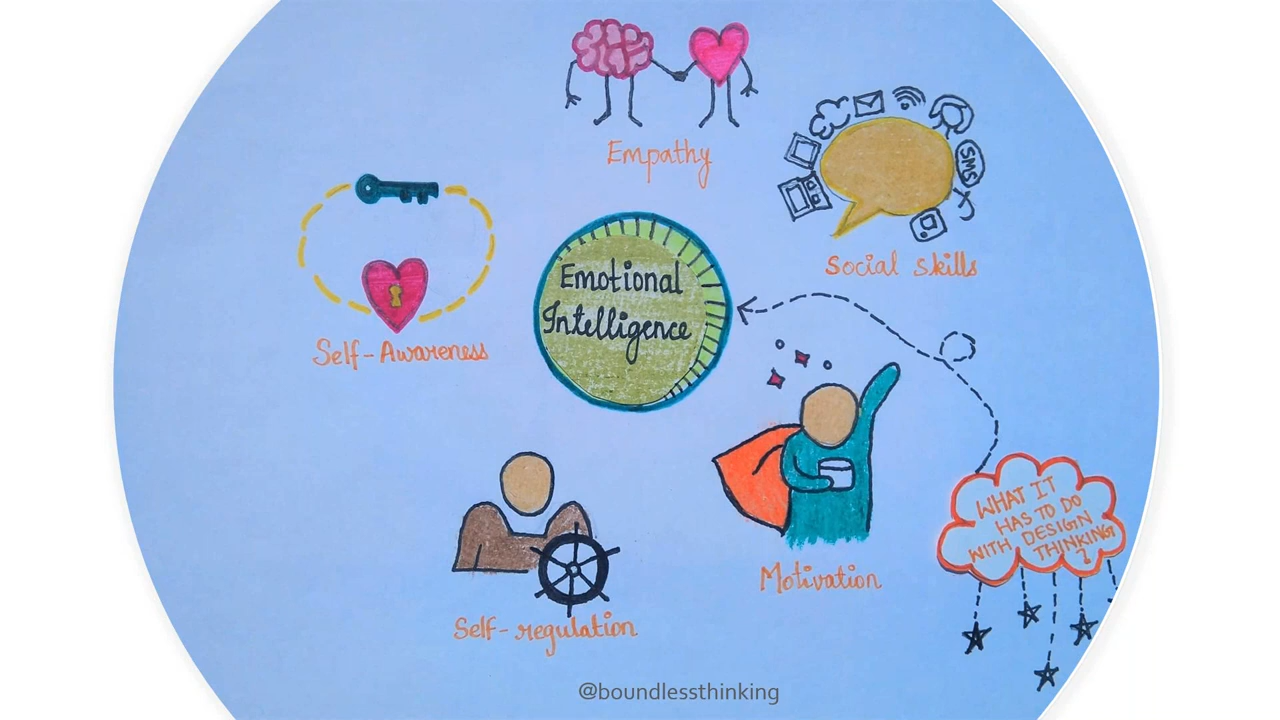 Empathy
SMS
Social Skills
Self-Awareness
Emotional
Intelligence
Motivation
WHAT IT
HAS TO DO
WITH DESIGN
THINKING
?
Self-regulation
@boundlessthinking